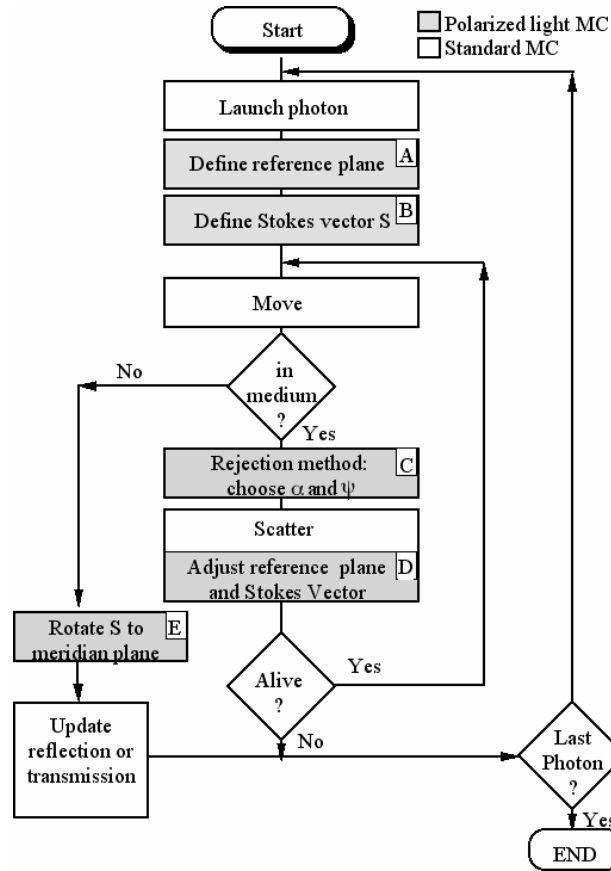 Start
Polarized light MC
Standard MC
Launch photon
A
Define reference plane
B
Define Stokes vector S
Move
in
medium
?
No
Yes
Rejection method:
choose α and ψ
C
Scatter
Adjust reference plane
and Stokes Vector
D
Rotate S to
meridian plane
E
Alive
?
Yes
No
Update
reflection or
transmission
Last
Photon
?
Yes
END